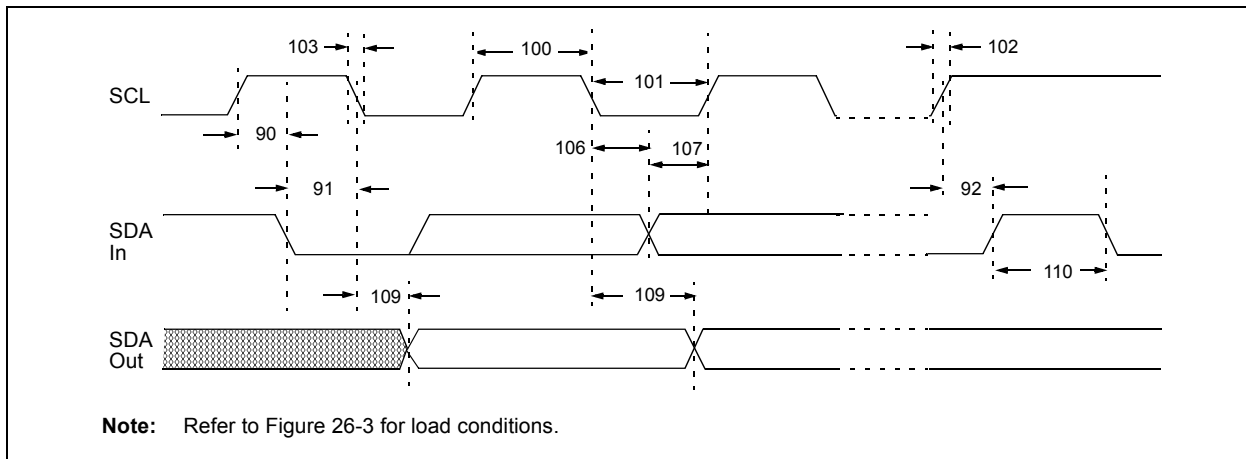 103
100
102
SCL
101
90
106
107
91
92
SDA
In
110
109
109
SDA
Out
Note: Refer to Figure 26-3 for load conditions.